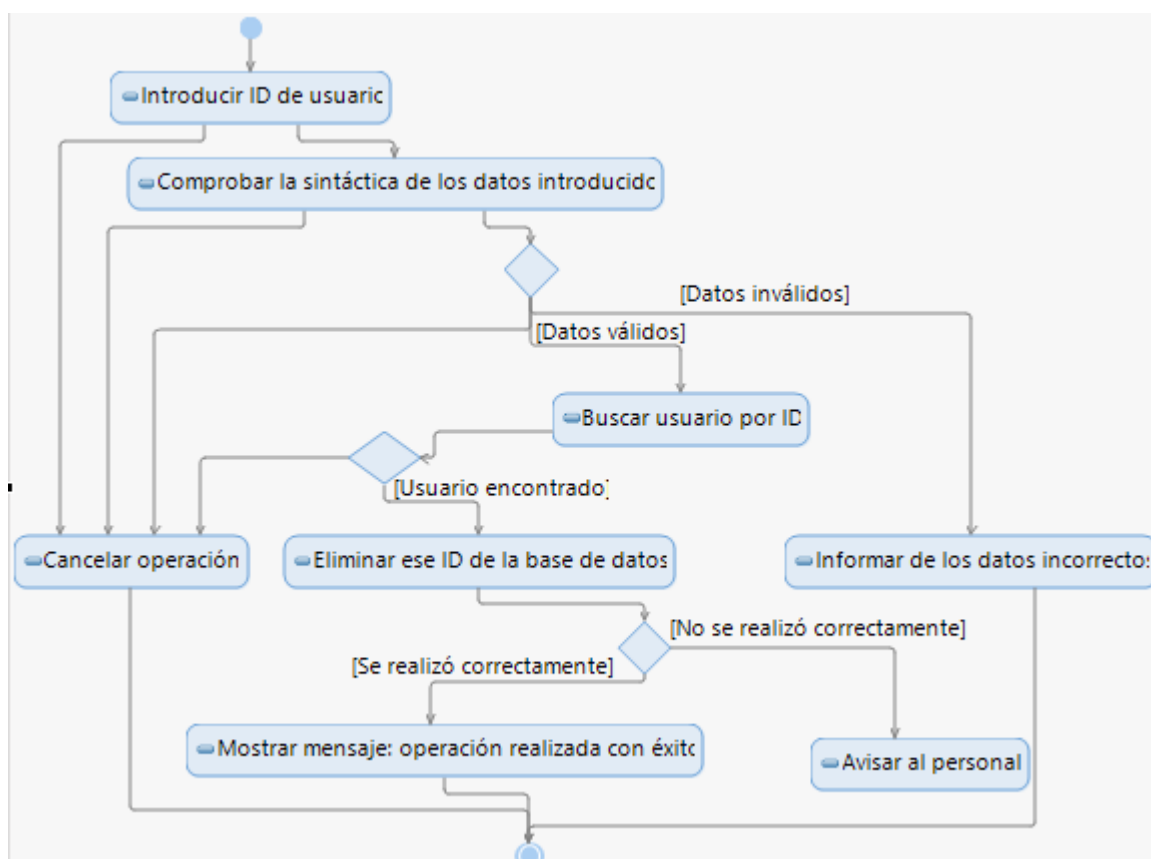 Introducir ID de usuaric
Comprobar la sintáctica de los datos introducidc
[Datos inválidos]
[Datos válidos]
Buscar usuario por ID
[Usuario encontrado]
Cancelar operación
Eliminar ese ID de la base de datos
Informar de los datos incorrecto:
[No se realizó correctamente]
[Se realizó correctamente]
Mostrar mensaje: operación realizada con éxitc
Avisar al personal